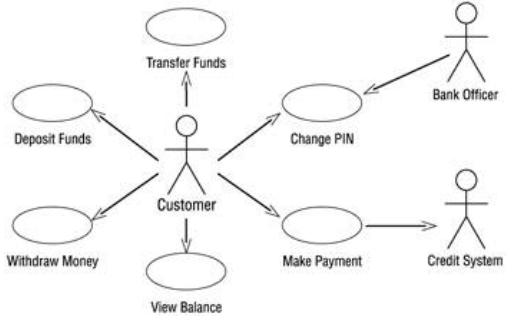 Transfer Funds
Bank Officer
Deposit Funds
Change PIN
Customer
Withdraw Money
Make Payment
Credit System
View Balance